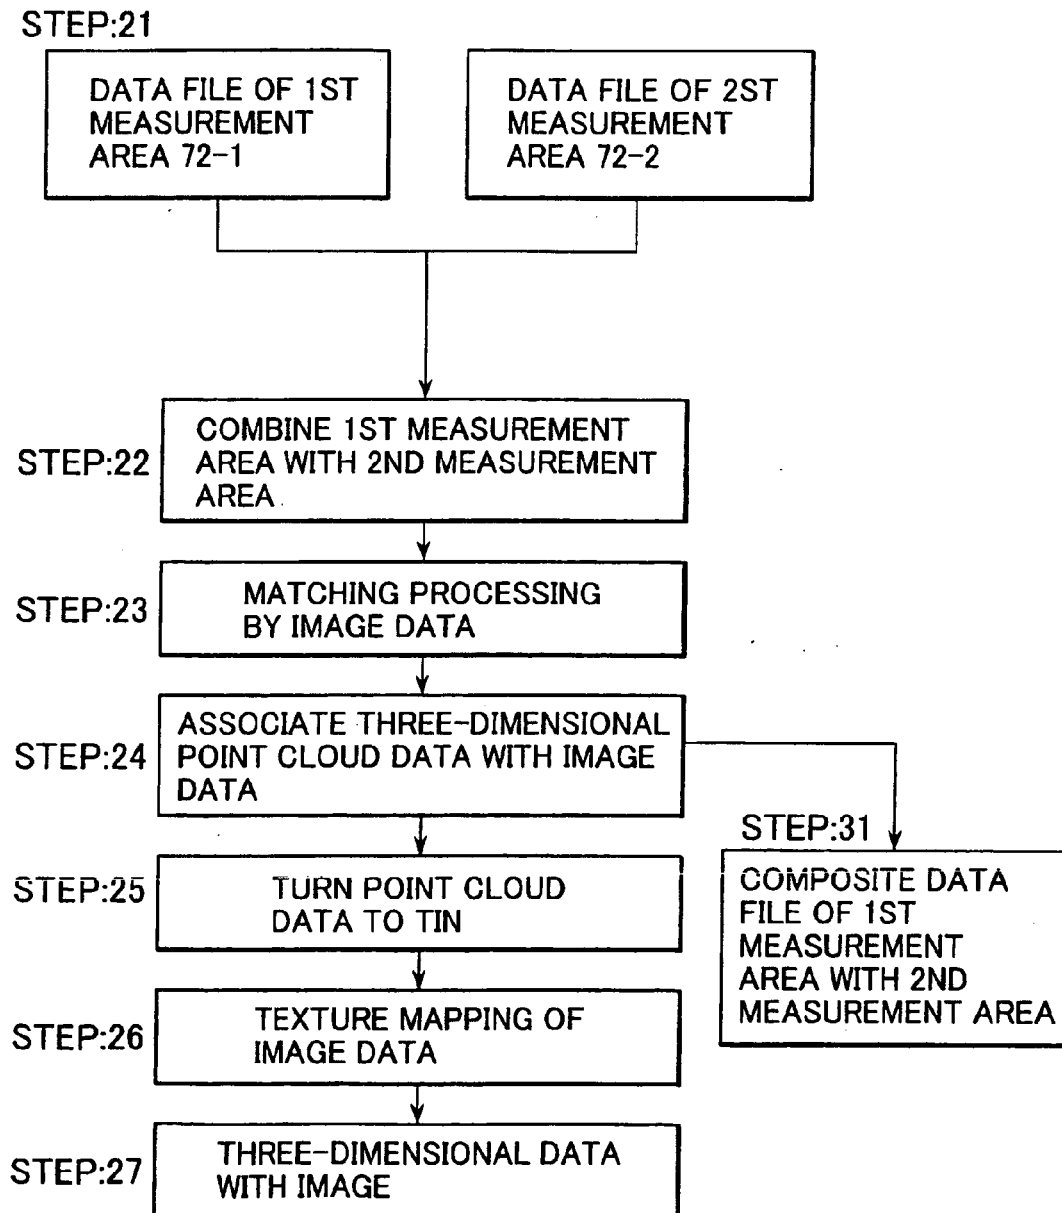 STEP:21
DATA FILE OF 1ST
MEASUREMENT
AREA 72-1
DATA FILE OF 2ST
MEASUREMENT
AREA 72-2
STEP:22
COMBINE 1ST MEASUREMENT
AREA WITH 2ND MEASUREMENT
AREA
STEP:23
MATCHING PROCESSING
BY IMAGE DATA
STEP:24
ASSOCIATE THREE-DIMENSIONAL
POINT CLOUD DATA WITH IMAGE
DATA
STEP:31
COMPOSITE DATA
FILE OF 1ST
MEASUREMENT
AREA WITH 2ND
MEASUREMENT AREA
STEP:25
TURN POINT CLOUD
DATA TO TIN
STEP:26
TEXTURE MAPPING OF
IMAGE DATA
STEP:27
THREE-DIMENSIONAL DATA
WITH IMAGE